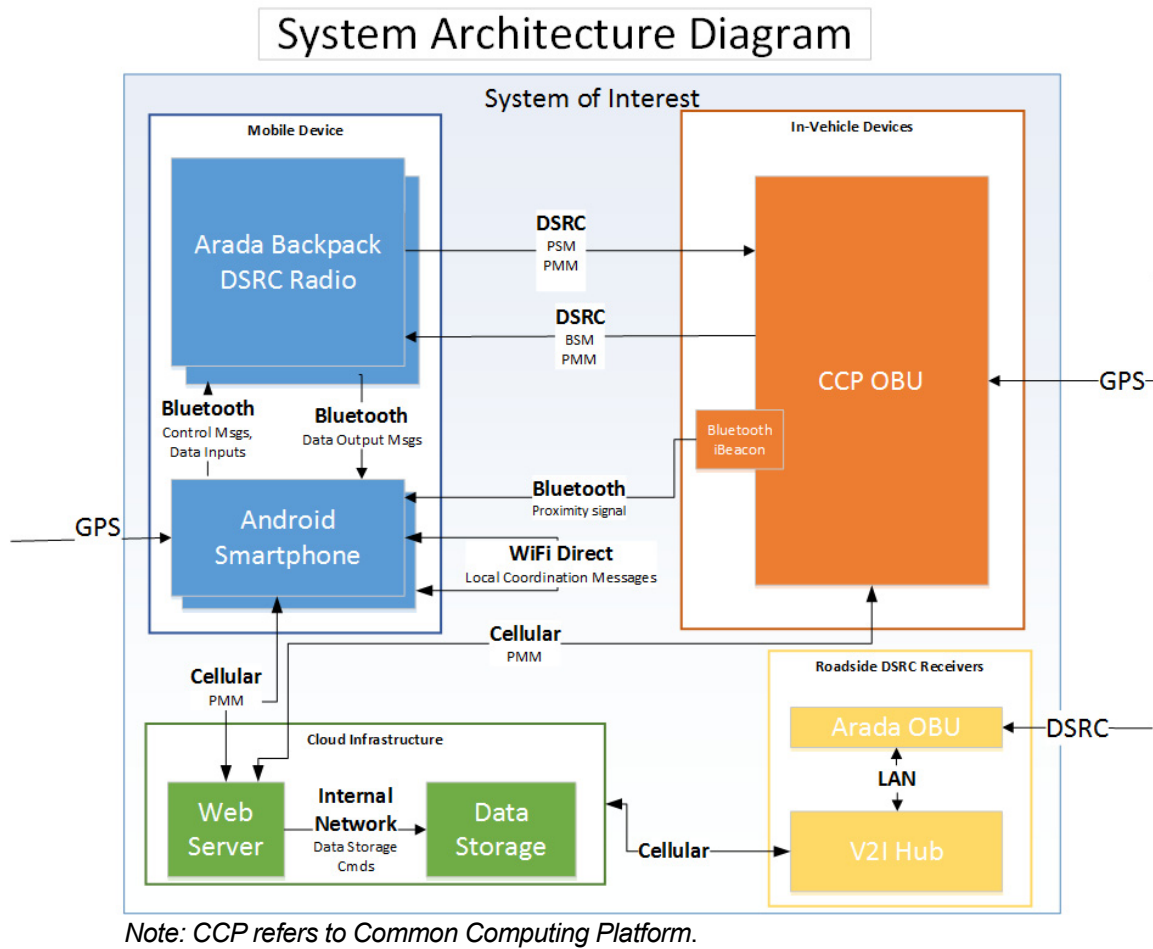 System Architecture Diagram
System of Interest
Mobile Device
In-Vehicle Devices
Arada Backpack
DSRC Radio
DSRC
PSM
PMM
DSRC
BSM
PMM
CCP OBU
GPS
Bluetooth
Control Msgs,
Data Inputs
Bluetooth
Data Output Msgs
Bluetooth
iBeacon
Bluetooth
Proximity signal
GPS
Android
Smartphone
WiFi Direct
Local Coordination Messages
Cellular
PMM
Cellular
PMM
Roadside DSRC Receivers
Arada OBU
DSRC
LAN
V2I Hub
Cloud Infrastructure
Web
Server
Internal
Network
Data Storage
Cmds
Data
Storage
Cellular
Note: CCP refers to Common Computing Platform.